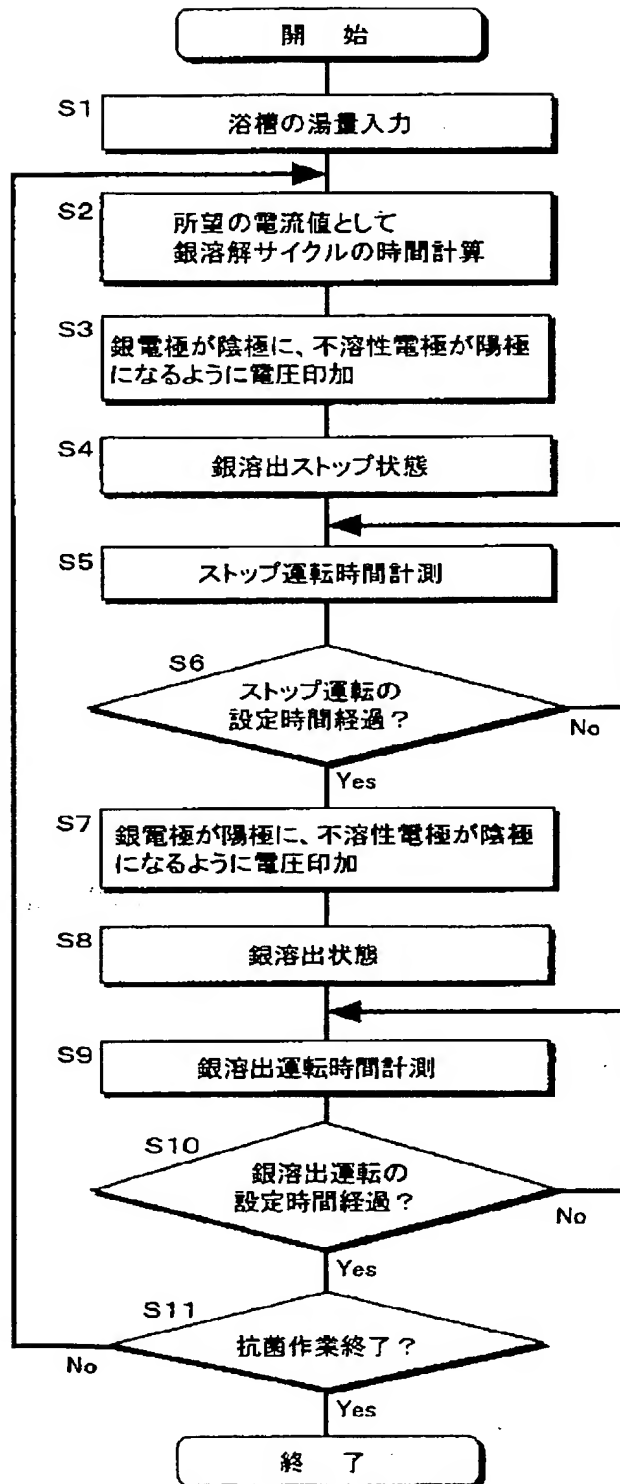 開 始
S1
浴槽の湯量入力
S2
所望の電流値として
銀溶解サイクルの時間計算
S3
銀電極が陰極に、不溶性電極が陽極
になるように電圧印加
S4
銀溶出ストップ状態
S5
ストップ運転時間計測
S6
ストップ運転の
設定時間経過?
No
Yes
S7
銀電極が陽極に、不溶性電極が陰極
になるように電圧印加
S8
銀溶出状態
S9
銀溶出運転時間計測
S10
銀溶出運転の
設定時間経過?
No
Yes
S11
抗菌作業終了?
No
Yes
終 了